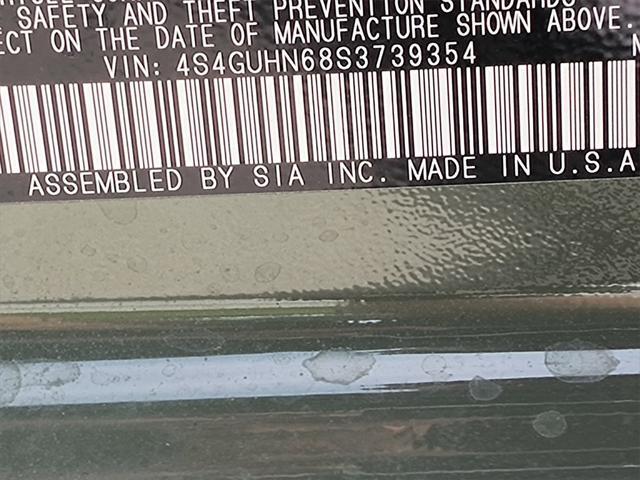 SAFETY AND THEFT PREVENTION STANDARDS
ECT ON THE DATE OF MANUFACTURE SHOWN ABOVE.
VIN: 4S4GUHN68S3739354
ASSEMBLED BY SIA INC. MADE IN U.S.A